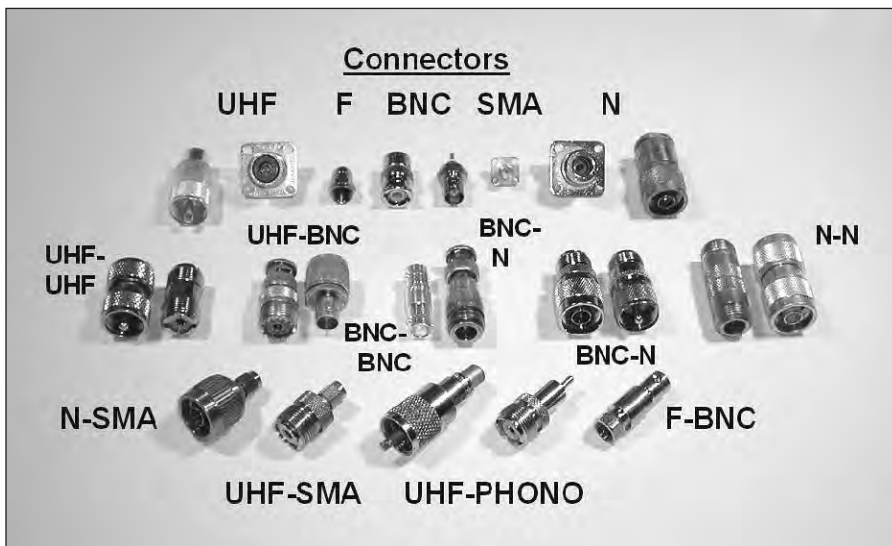 Connectors
UHF F BNC SMA N
UHF-BNC
BNC-
N
N-N
UHF-
UHF
BNC-
BNC
BNC-N
N-SMA
F-BNC
UHF-SMA UHF-PHONO